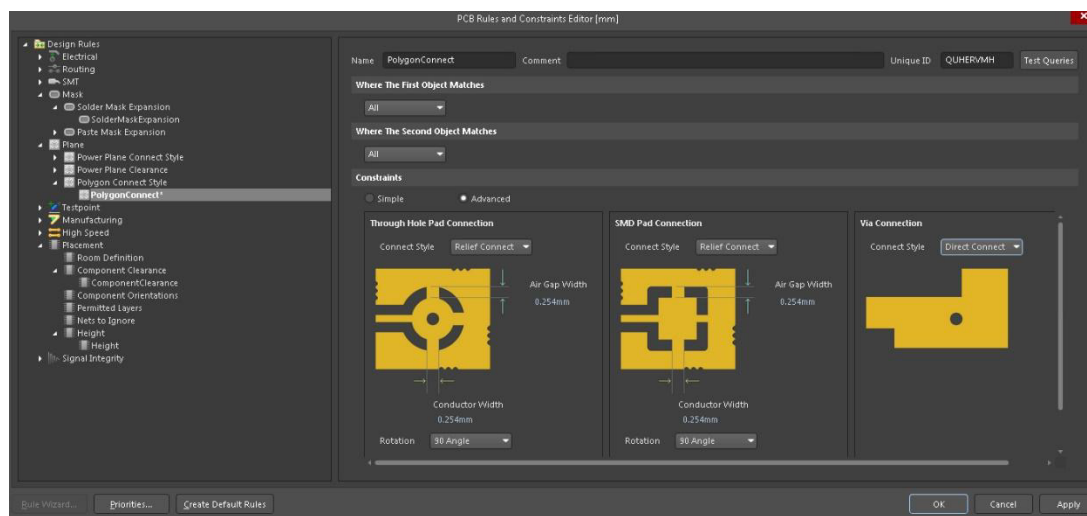 PCB Rules and Constraints Editor [mm]
Design Rules
Electrical
Routing
SMT
Mask
Solder Mask Expansion
SolderMaskExpansion
Paste Mask Expansion
Plane
Power Plane Connect Style
Power Plane Clearance
Polygon Connect Style
PolygonConnect*
Testpoint
Manufacturing
High Speed
Placement
Room Definition
Component Clearance
ComponentClearance
Component Orientations
Permitted Layers
Nets to Ignore
Height
Height
Signal Integrity
Name PolygonConnect Comment Unique ID QUHERVMH Test Queries
Where The First Object Matches
All
Where The Second Object Matches
All
Constraints
Simple Advanced
Through Hole Pad Connection
Connect Style Relief Connect
Air Gap Width
0.254mm
Conductor Width
0.254mm
Rotation 90 Angle
SMD Pad Connection
Connect Style Relief Connect
Air Gap Width
0.254mm
Conductor Width
0.254mm
Rotation 90 Angle
Via Connection
Connect Style Direct Connect
Rule Wizard... Priorities... Create Default Rules OK Cancel Apply